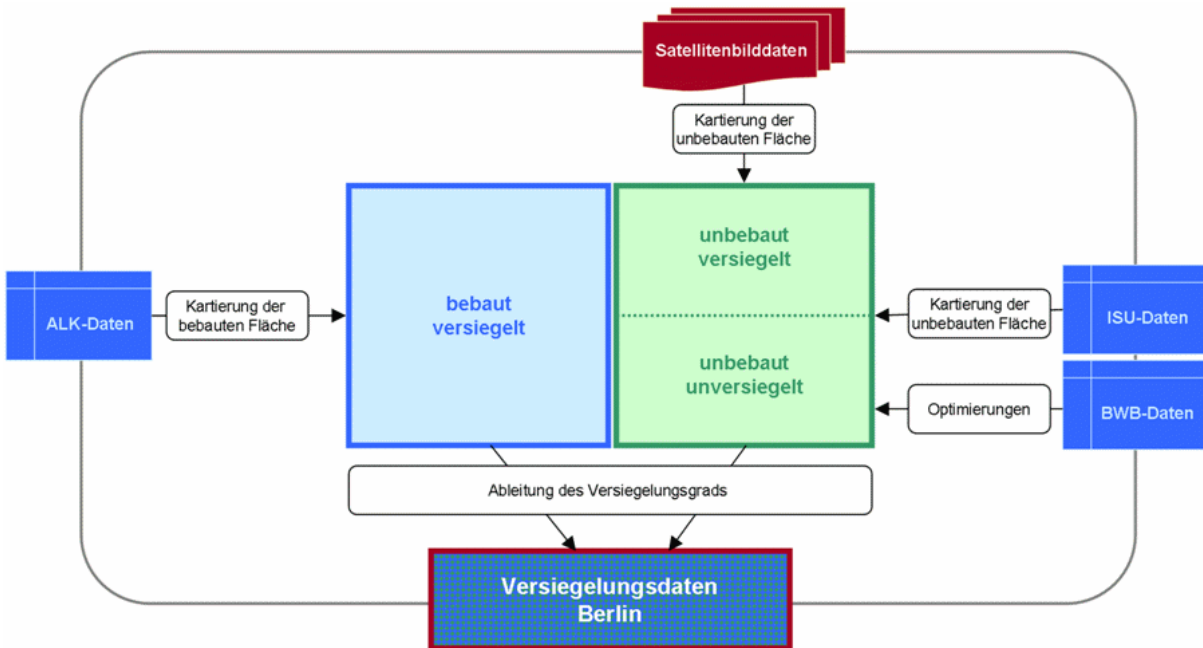 Satellitenbilddaten
Kartierung der
unbebauten Fläche
unbebaut
versiegelt
bebaut
versiegelt
ALK-Daten
Kartierung der
bebauten Fläche
Kartierung der
unbebauten Fläche
ISU-Daten
unbebaut
unversiegelt
Optimierungen
BWB-Daten
Ableitung des Versiegelungsgrads
Versiegelungsdaten
Berlin